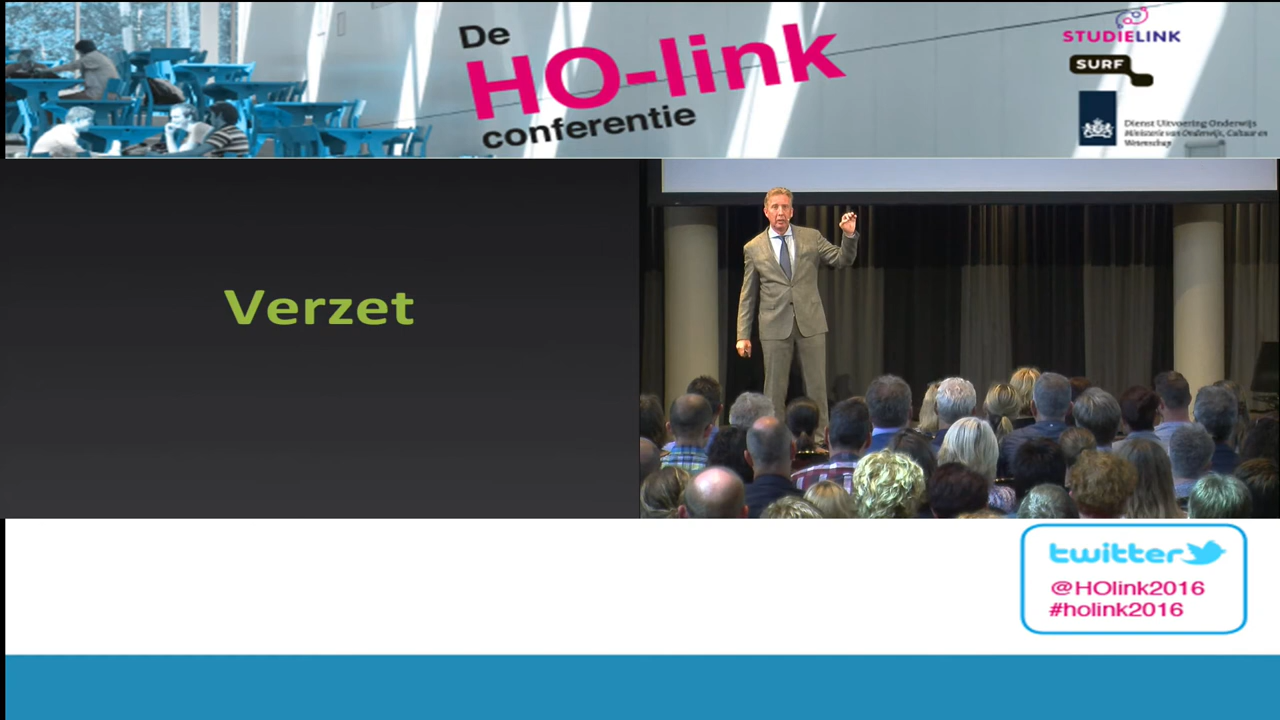 De
HO-link
conferentie
STUDIELINK
SURF
Dienst Uitvoering Onderwijs
Ministerie van Onderwijs, Cultuur en
Wetenschap
Verzet
twitter
@HOlink2016
#holink2016